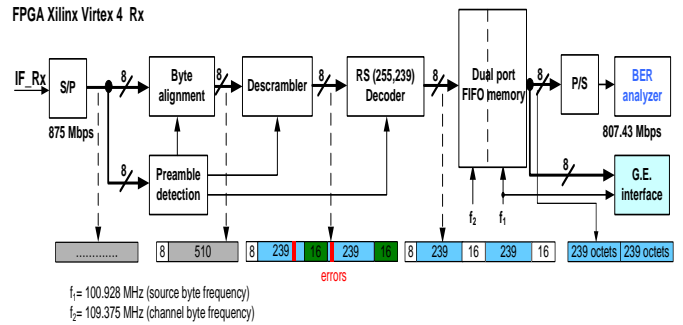 FPGA Xilinx Virtex 4 Rx
IF_Rx
S/P
875 Mbps
8
Byte
alignment
8
Descrambler
8
RS (255,239)
Decoder
8
Dual port
FIFO memory
8
P/S
BER
analyzer
807.43 Mbps
8
Preamble
detection
8
G.E.
interface
f2
f1
.............
8 510
8 239 16 239 16
errors
8 239 16 239 16
239 octets 239 octets
f1= 100.928 MHz (source byte frequency)
f2= 109.375 MHz (channel byte frequency)